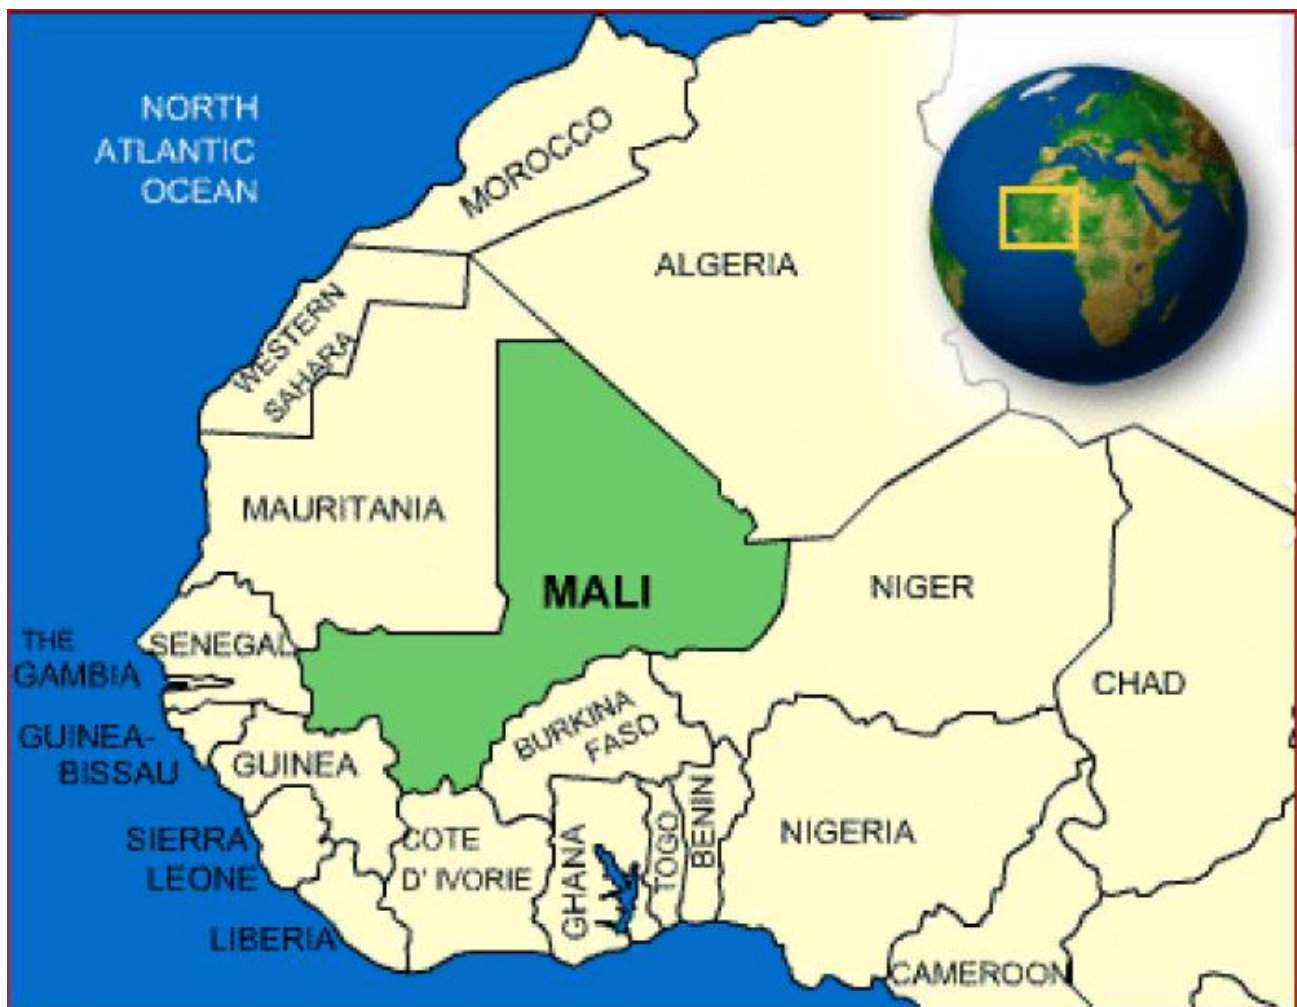 NORTH
ATLANTIC
OCEAN
MOROCCO
ALGERIA
WESTERN
SAHARA
MAURITANIA
MALI
NIGER
THE
GAMBIA
SENEGAL
CHAD
GUINEA-
BISSAU
GUINEA
BURKINA
FASO
SIERRA
LEONE
COTE
D' IVORIE
GHANA
TOGO
BENIN
NIGERIA
LIBERIA
CAMEROON